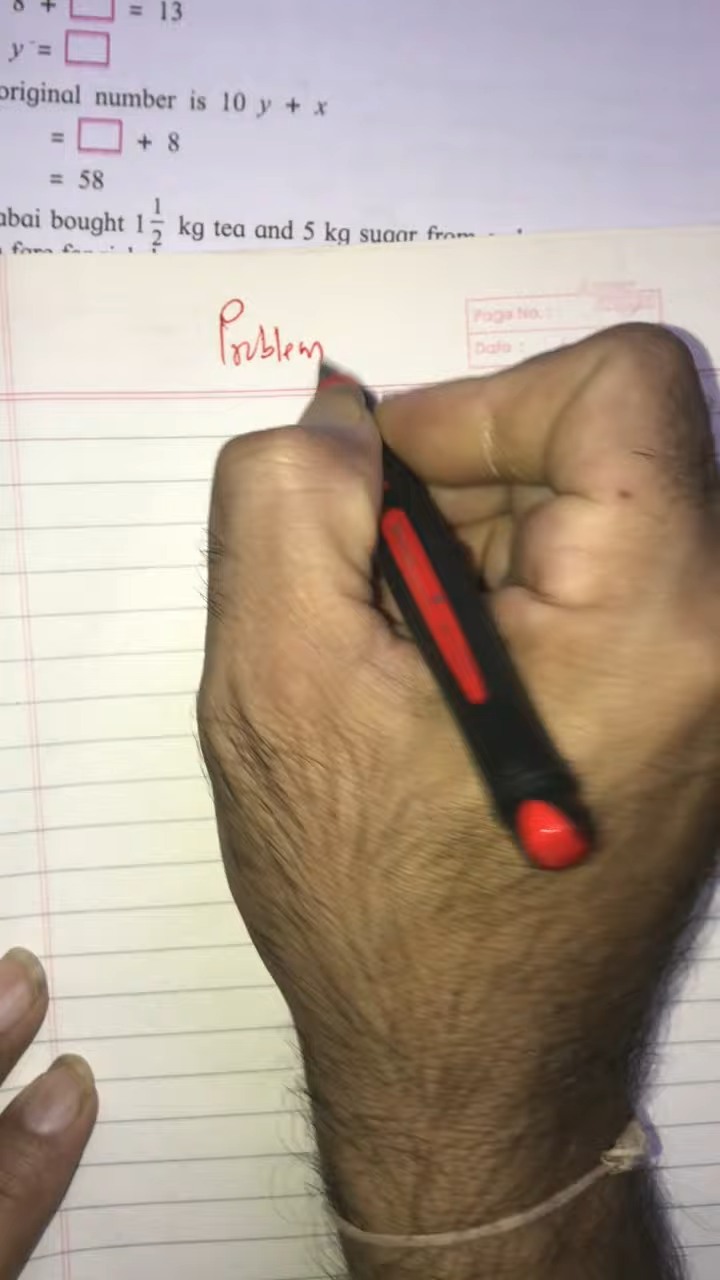 8 + □ = 13
y = □
original number is 10 y + x
= □ + 8
= 58
abai bought 1 1/2 kg tea and 5 kg sugar from
Problem
Page No. :
Date :